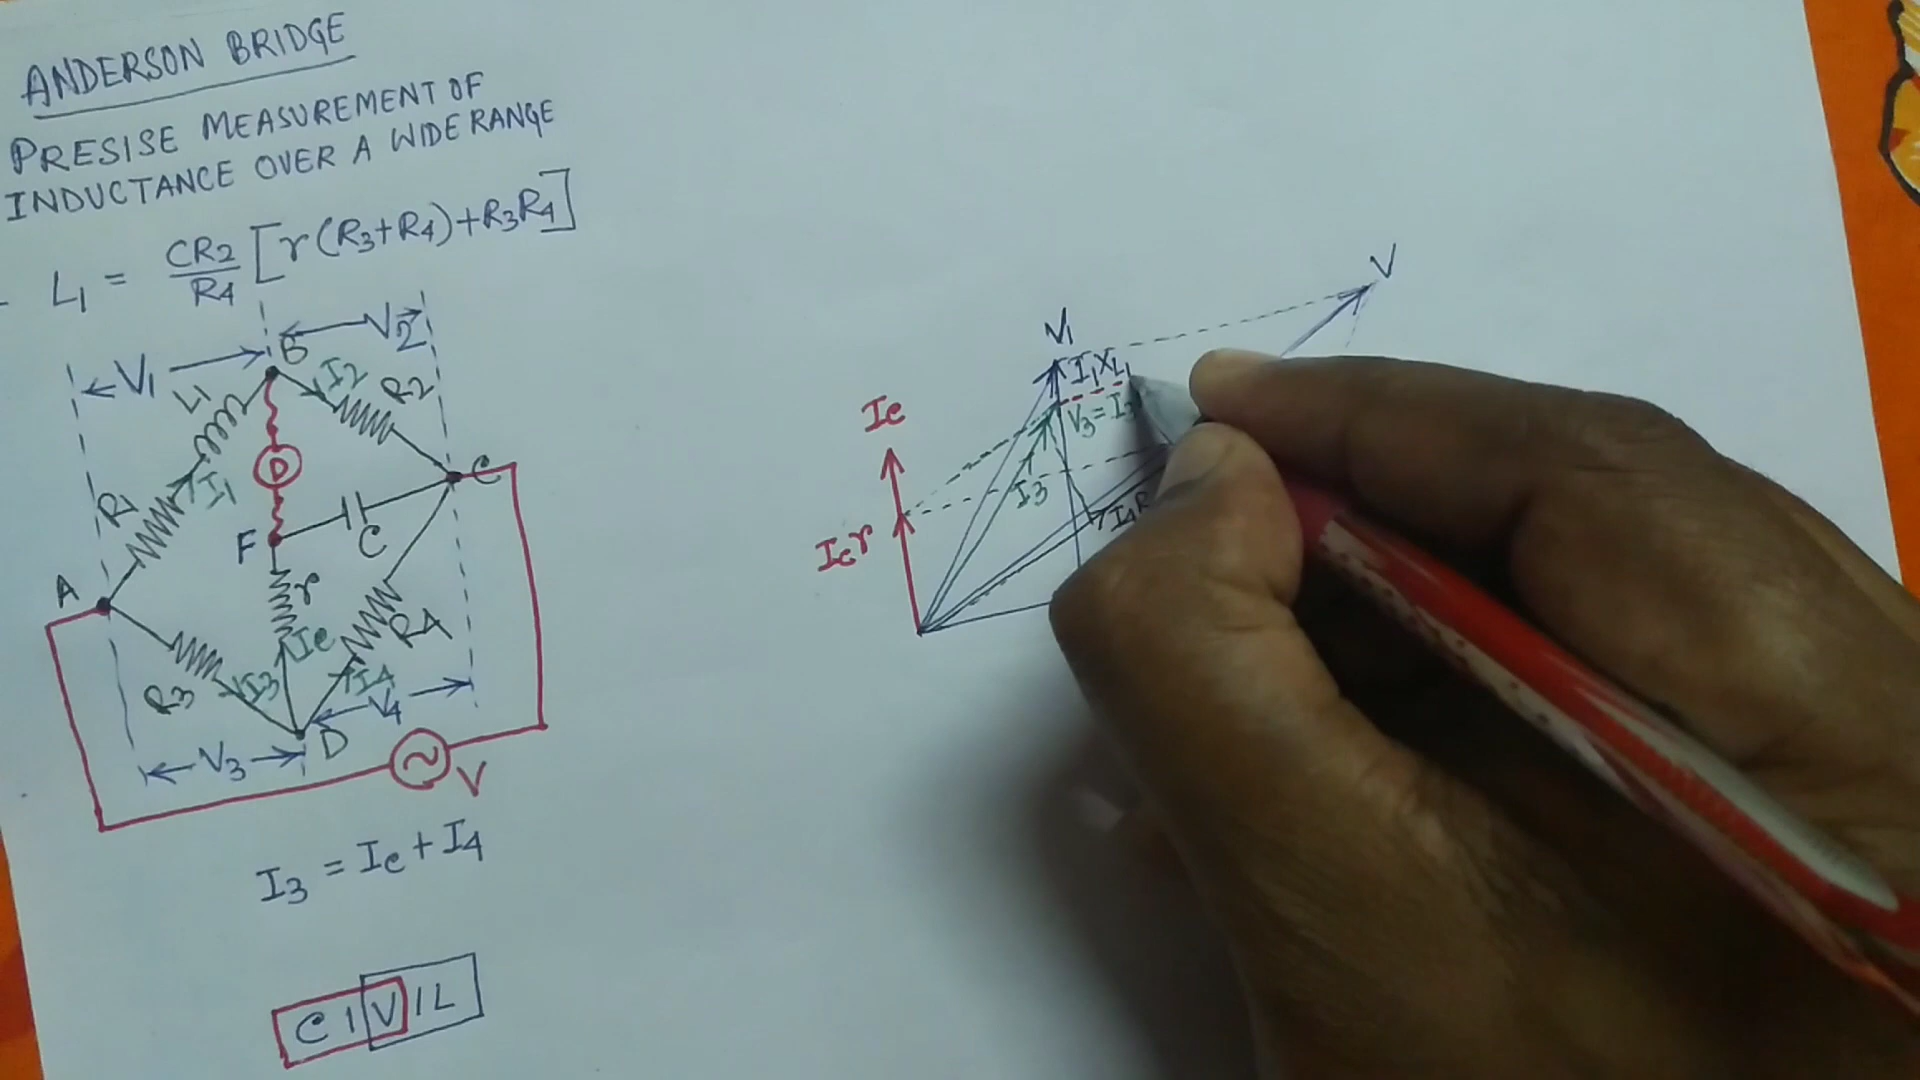 ANDERSON BRIDGE
PRESISE MEASUREMENT OF
INDUCTANCE OVER A WIDE RANGE
L1 = CR2/R4 [r(R3+R4)+R3R4]
V1
V2
B
L1
I2
R2
R1
I1
D
C
F
C
A
r
Ic
R4
R3
I3
I4
V4
V3
D
V
I3 = Ic + I4
CIVIL
V
V1
I1XL1
Ic
V3 =
I3
Icr